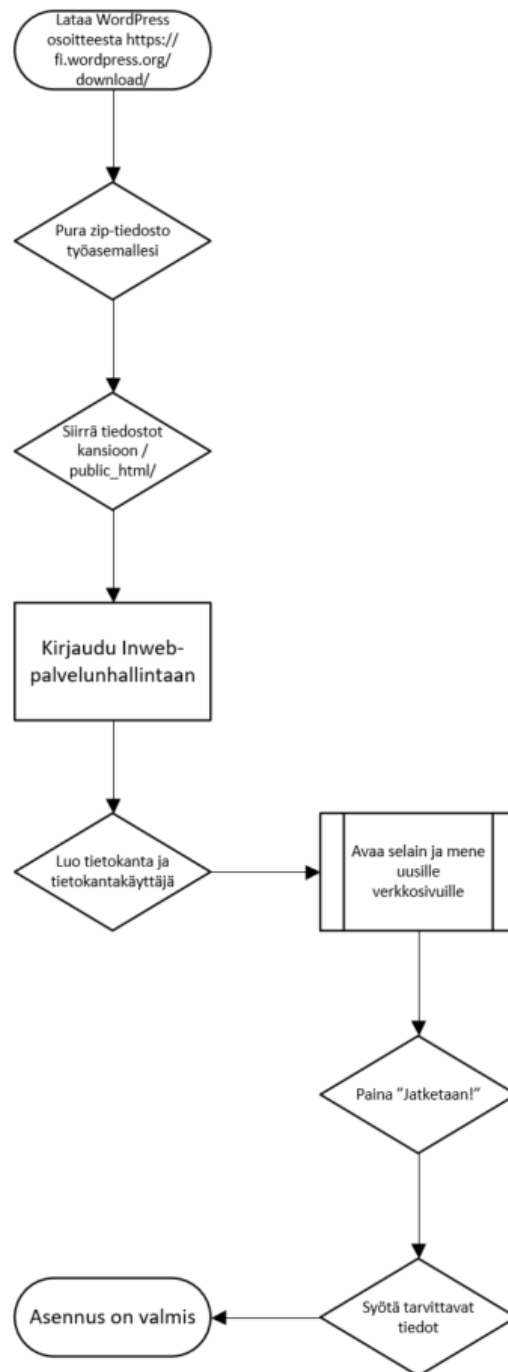 Lataa WordPress
osoitteesta https://
fi.wordpress.org/
download/
Pura zip-tiedosto
työasemallesi
Siirrä tiedostot
kansioon /
public_html/
Kirjaudu Inweb-
palvelunhallintaan
Luo tietokanta ja
tietokantakäyttäjä
Avaa selain ja mene
uusille
verkkosivuille
Paina "Jatketaan!"
Syötä tarvittavat
tiedot
Asennus on valmis